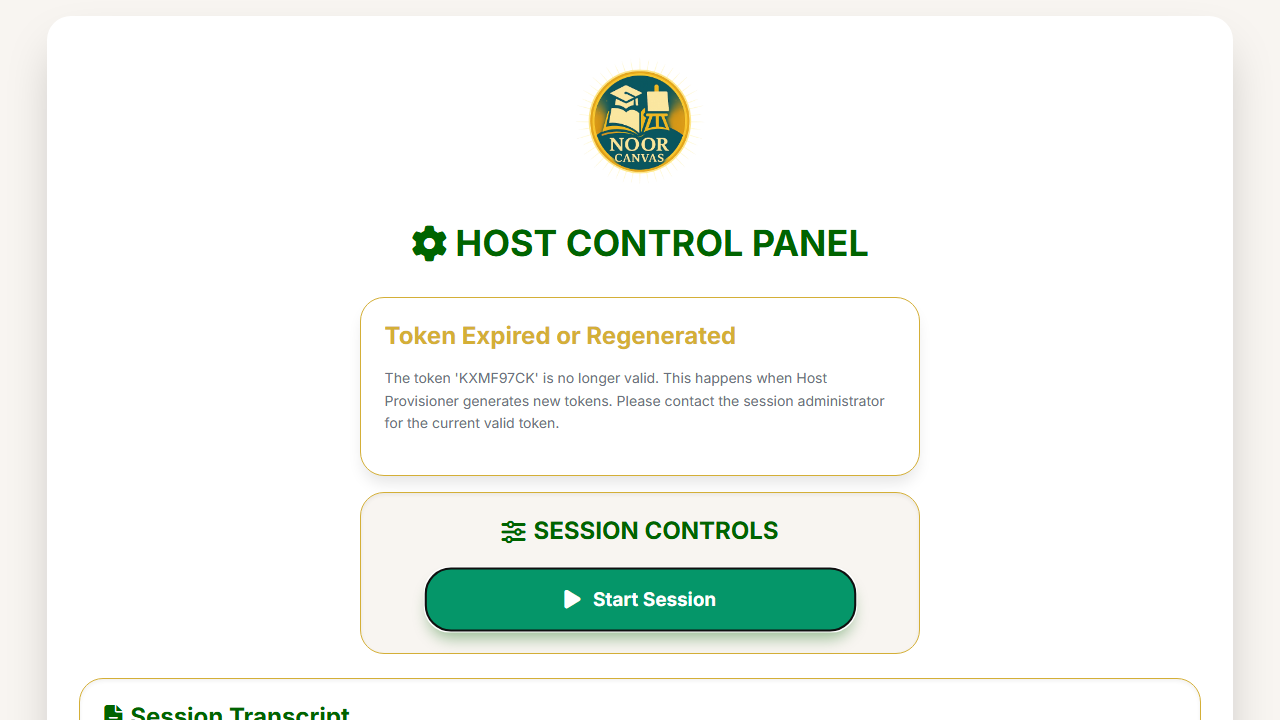 NOOR
CANVAS
HOST CONTROL PANEL
Token Expired or Regenerated
The token 'KXMF97CK' is no longer valid. This happens when Host
Provisioner generates new tokens. Please contact the session administrator
for the current valid token.
SESSION CONTROLS
Start Session
Session Transcript